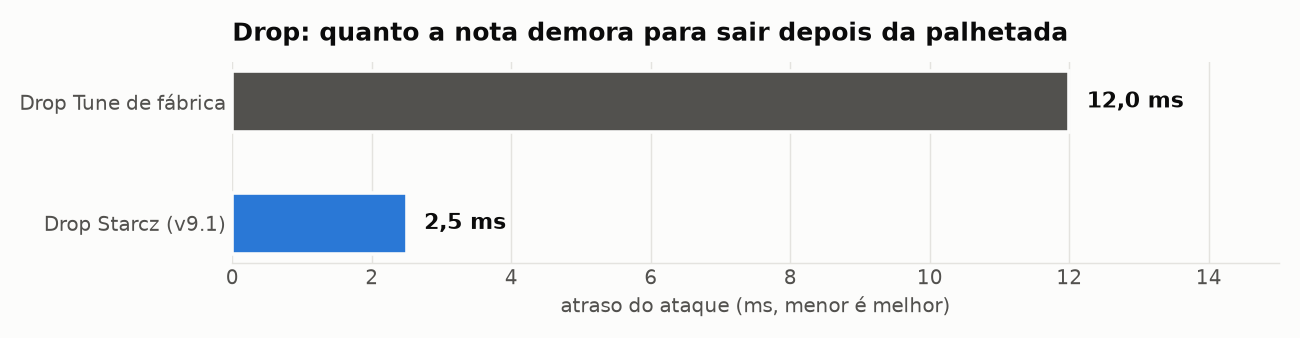 Drop: quanto a nota demora para sair depois da palhetada
Drop Tune de fábrica
12,0 ms
Drop Starcz (v9.1)
2,5 ms
0 2 4 6 8 10 12 14
atraso do ataque (ms, menor é melhor)